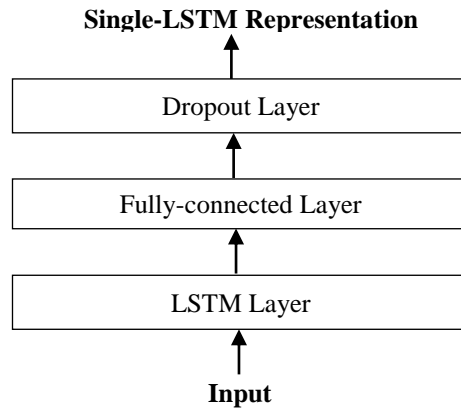 Single-LSTM Representation
Dropout Layer
Fully-connected Layer
LSTM Layer
Input